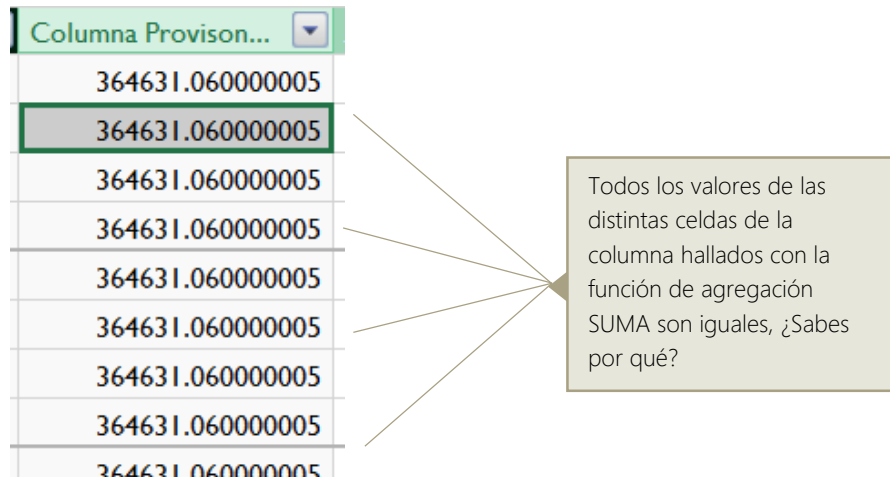 Columna Provison...
364631.060000005
364631.060000005
364631.060000005
364631.060000005
364631.060000005
364631.060000005
364631.060000005
364631.060000005
364631.060000005
Todos los valores de las
distintas celdas de la
columna hallados con la
función de agregación
SUMA son iguales, ¿Sabes
por qué?